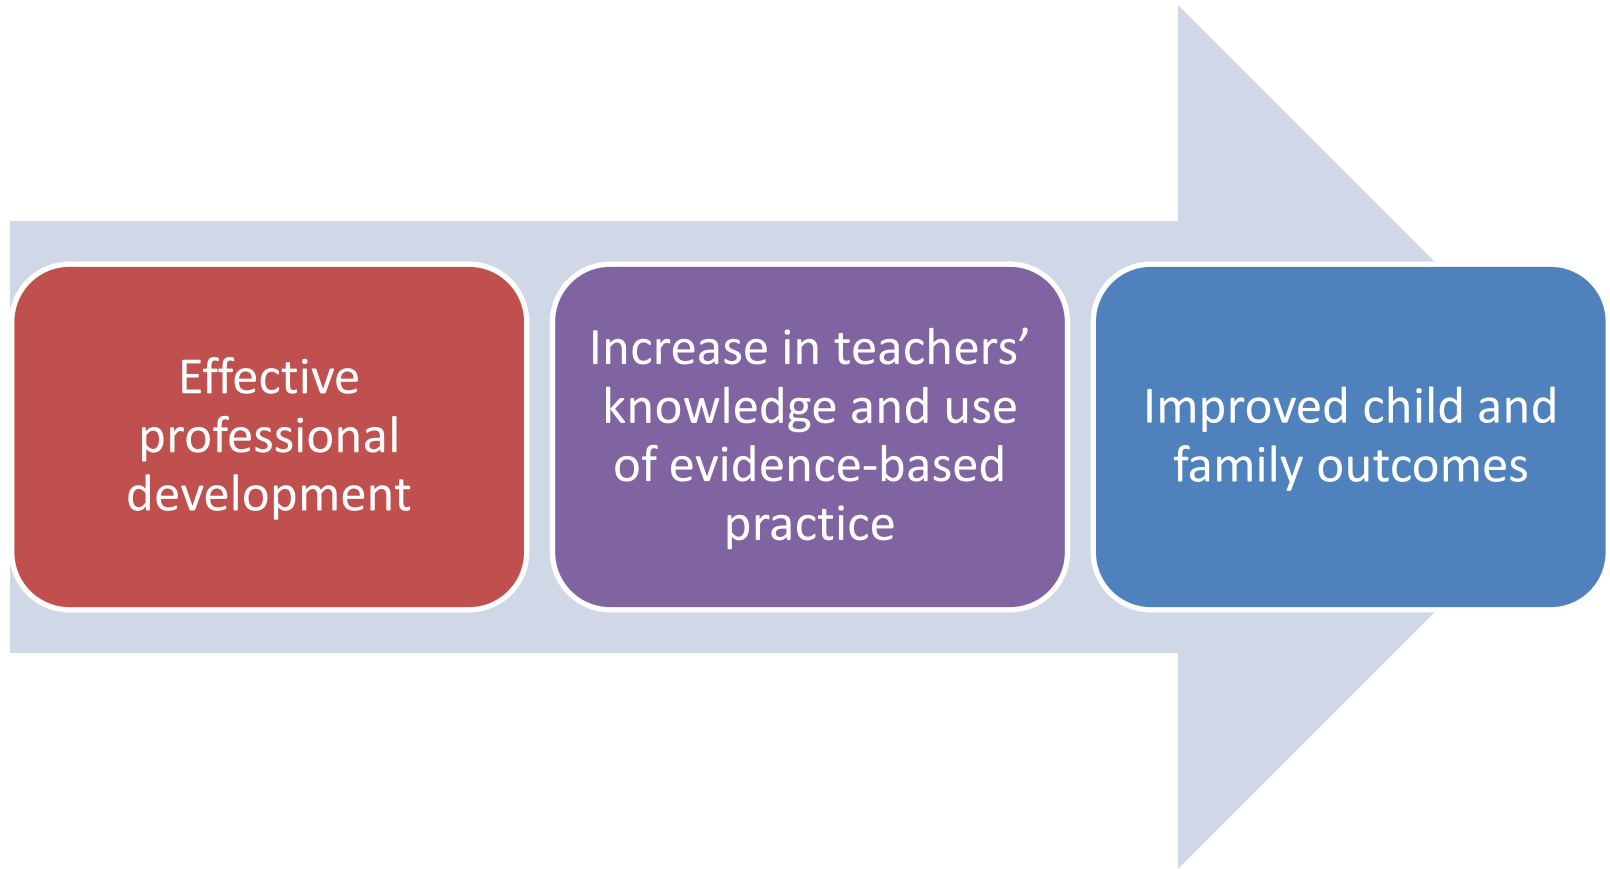 Effective
professional
development
Increase in teachers’
knowledge and use
of evidence-based
practice
Improved child and
family outcomes